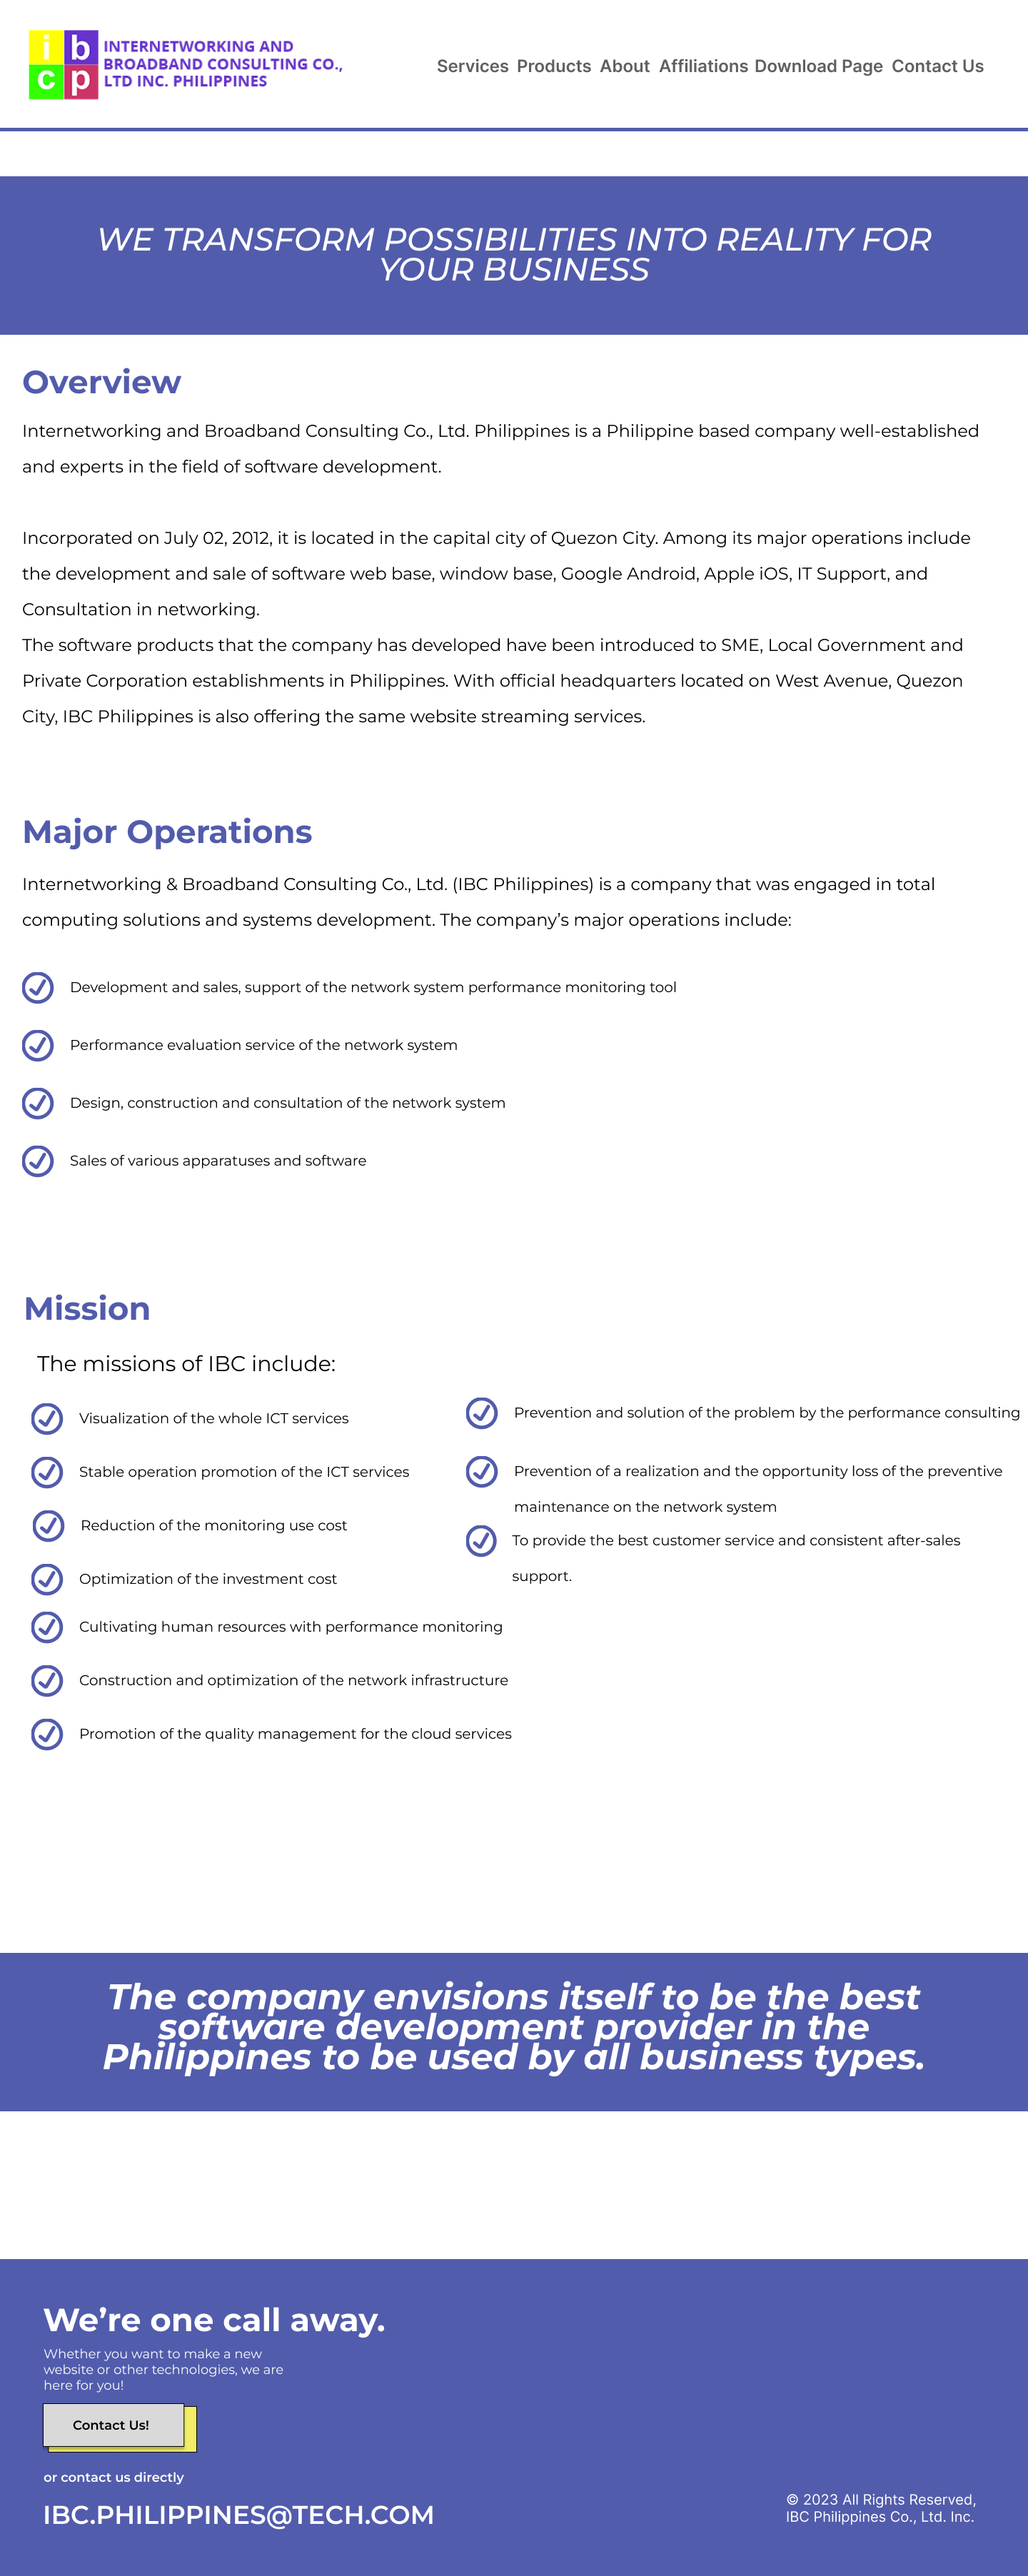 ib
cp
INTERNETWORKING AND
BROADBAND CONSULTING CO.,
LTD INC. PHILIPPINES
Services Products About Affiliations Download Page Contact Us
WE TRANSFORM POSSIBILITIES INTO REALITY FOR
YOUR BUSINESS
Overview
Internetworking and Broadband Consulting Co., Ltd. Philippines is a Philippine based company well-established
and experts in the field of software development.
Incorporated on July 02, 2012, it is located in the capital city of Quezon City. Among its major operations include
the development and sale of software web base, window base, Google Android, Apple iOS, IT Support, and
Consultation in networking.
The software products that the company has developed have been introduced to SME, Local Government and
Private Corporation establishments in Philippines. With official headquarters located on West Avenue, Quezon
City, IBC Philippines is also offering the same website streaming services.
Major Operations
Internetworking & Broadband Consulting Co., Ltd. (IBC Philippines) is a company that was engaged in total
computing solutions and systems development. The company’s major operations include:
Development and sales, support of the network system performance monitoring tool
Performance evaluation service of the network system
Design, construction and consultation of the network system
Sales of various apparatuses and software
Mission
The missions of IBC include:
Visualization of the whole ICT services
Stable operation promotion of the ICT services
Reduction of the monitoring use cost
Optimization of the investment cost
Cultivating human resources with performance monitoring
Construction and optimization of the network infrastructure
Promotion of the quality management for the cloud services
Prevention and solution of the problem by the performance consulting
Prevention of a realization and the opportunity loss of the preventive
maintenance on the network system
To provide the best customer service and consistent after-sales
support.
The company envisions itself to be the best
software development provider in the
Philippines to be used by all business types.
We’re one call away.
Whether you want to make a new
website or other technologies, we are
here for you!
Contact Us!
or contact us directly
IBC.PHILIPPINES@TECH.COM
© 2023 All Rights Reserved,
IBC Philippines Co., Ltd. Inc.